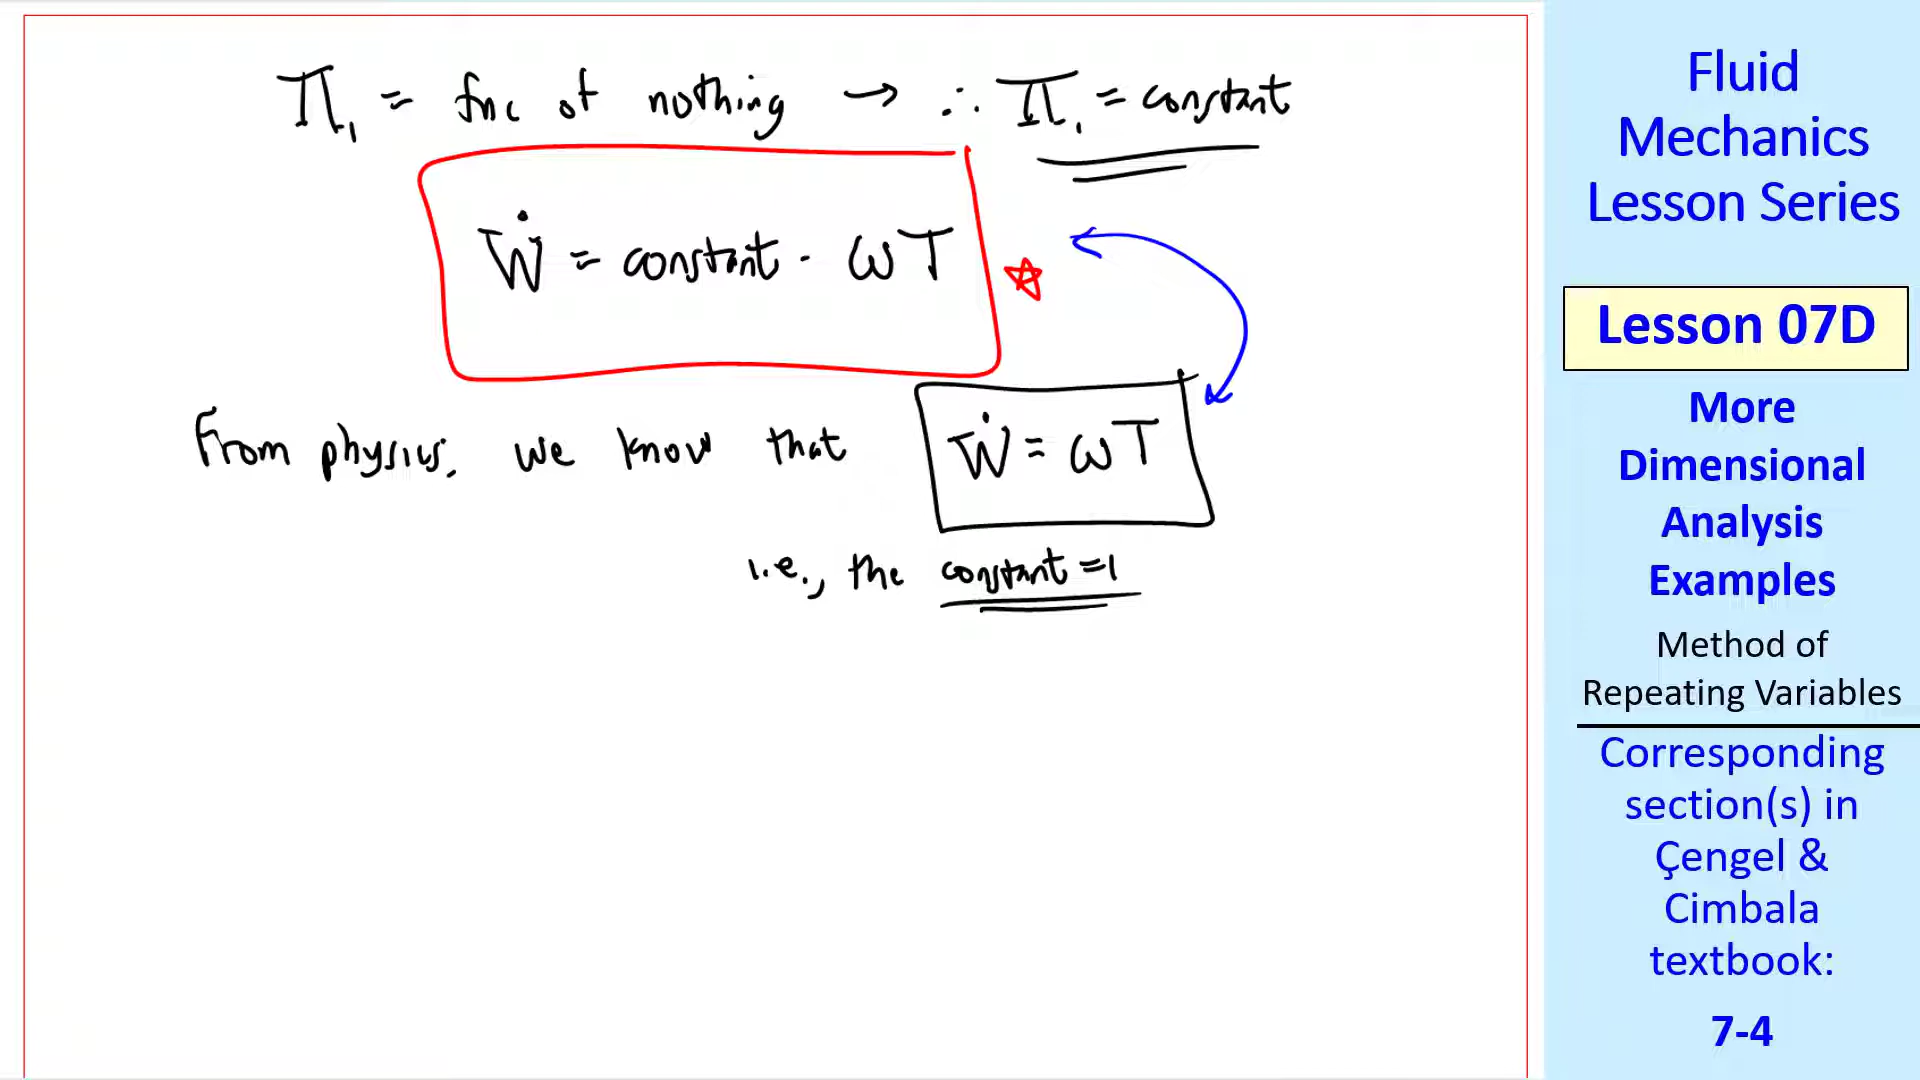 Π₁ = fnc of nothing → ∴ Π₁ = constant
Ẇ = constant · ωT
From physics, we know that Ẇ = ωT
i.e., the constant = 1
Fluid
Mechanics
Lesson Series
Lesson 07D
More
Dimensional
Analysis
Examples
Method of
Repeating Variables
Corresponding
section(s) in
Çengel &
Cimbala
textbook:
7-4